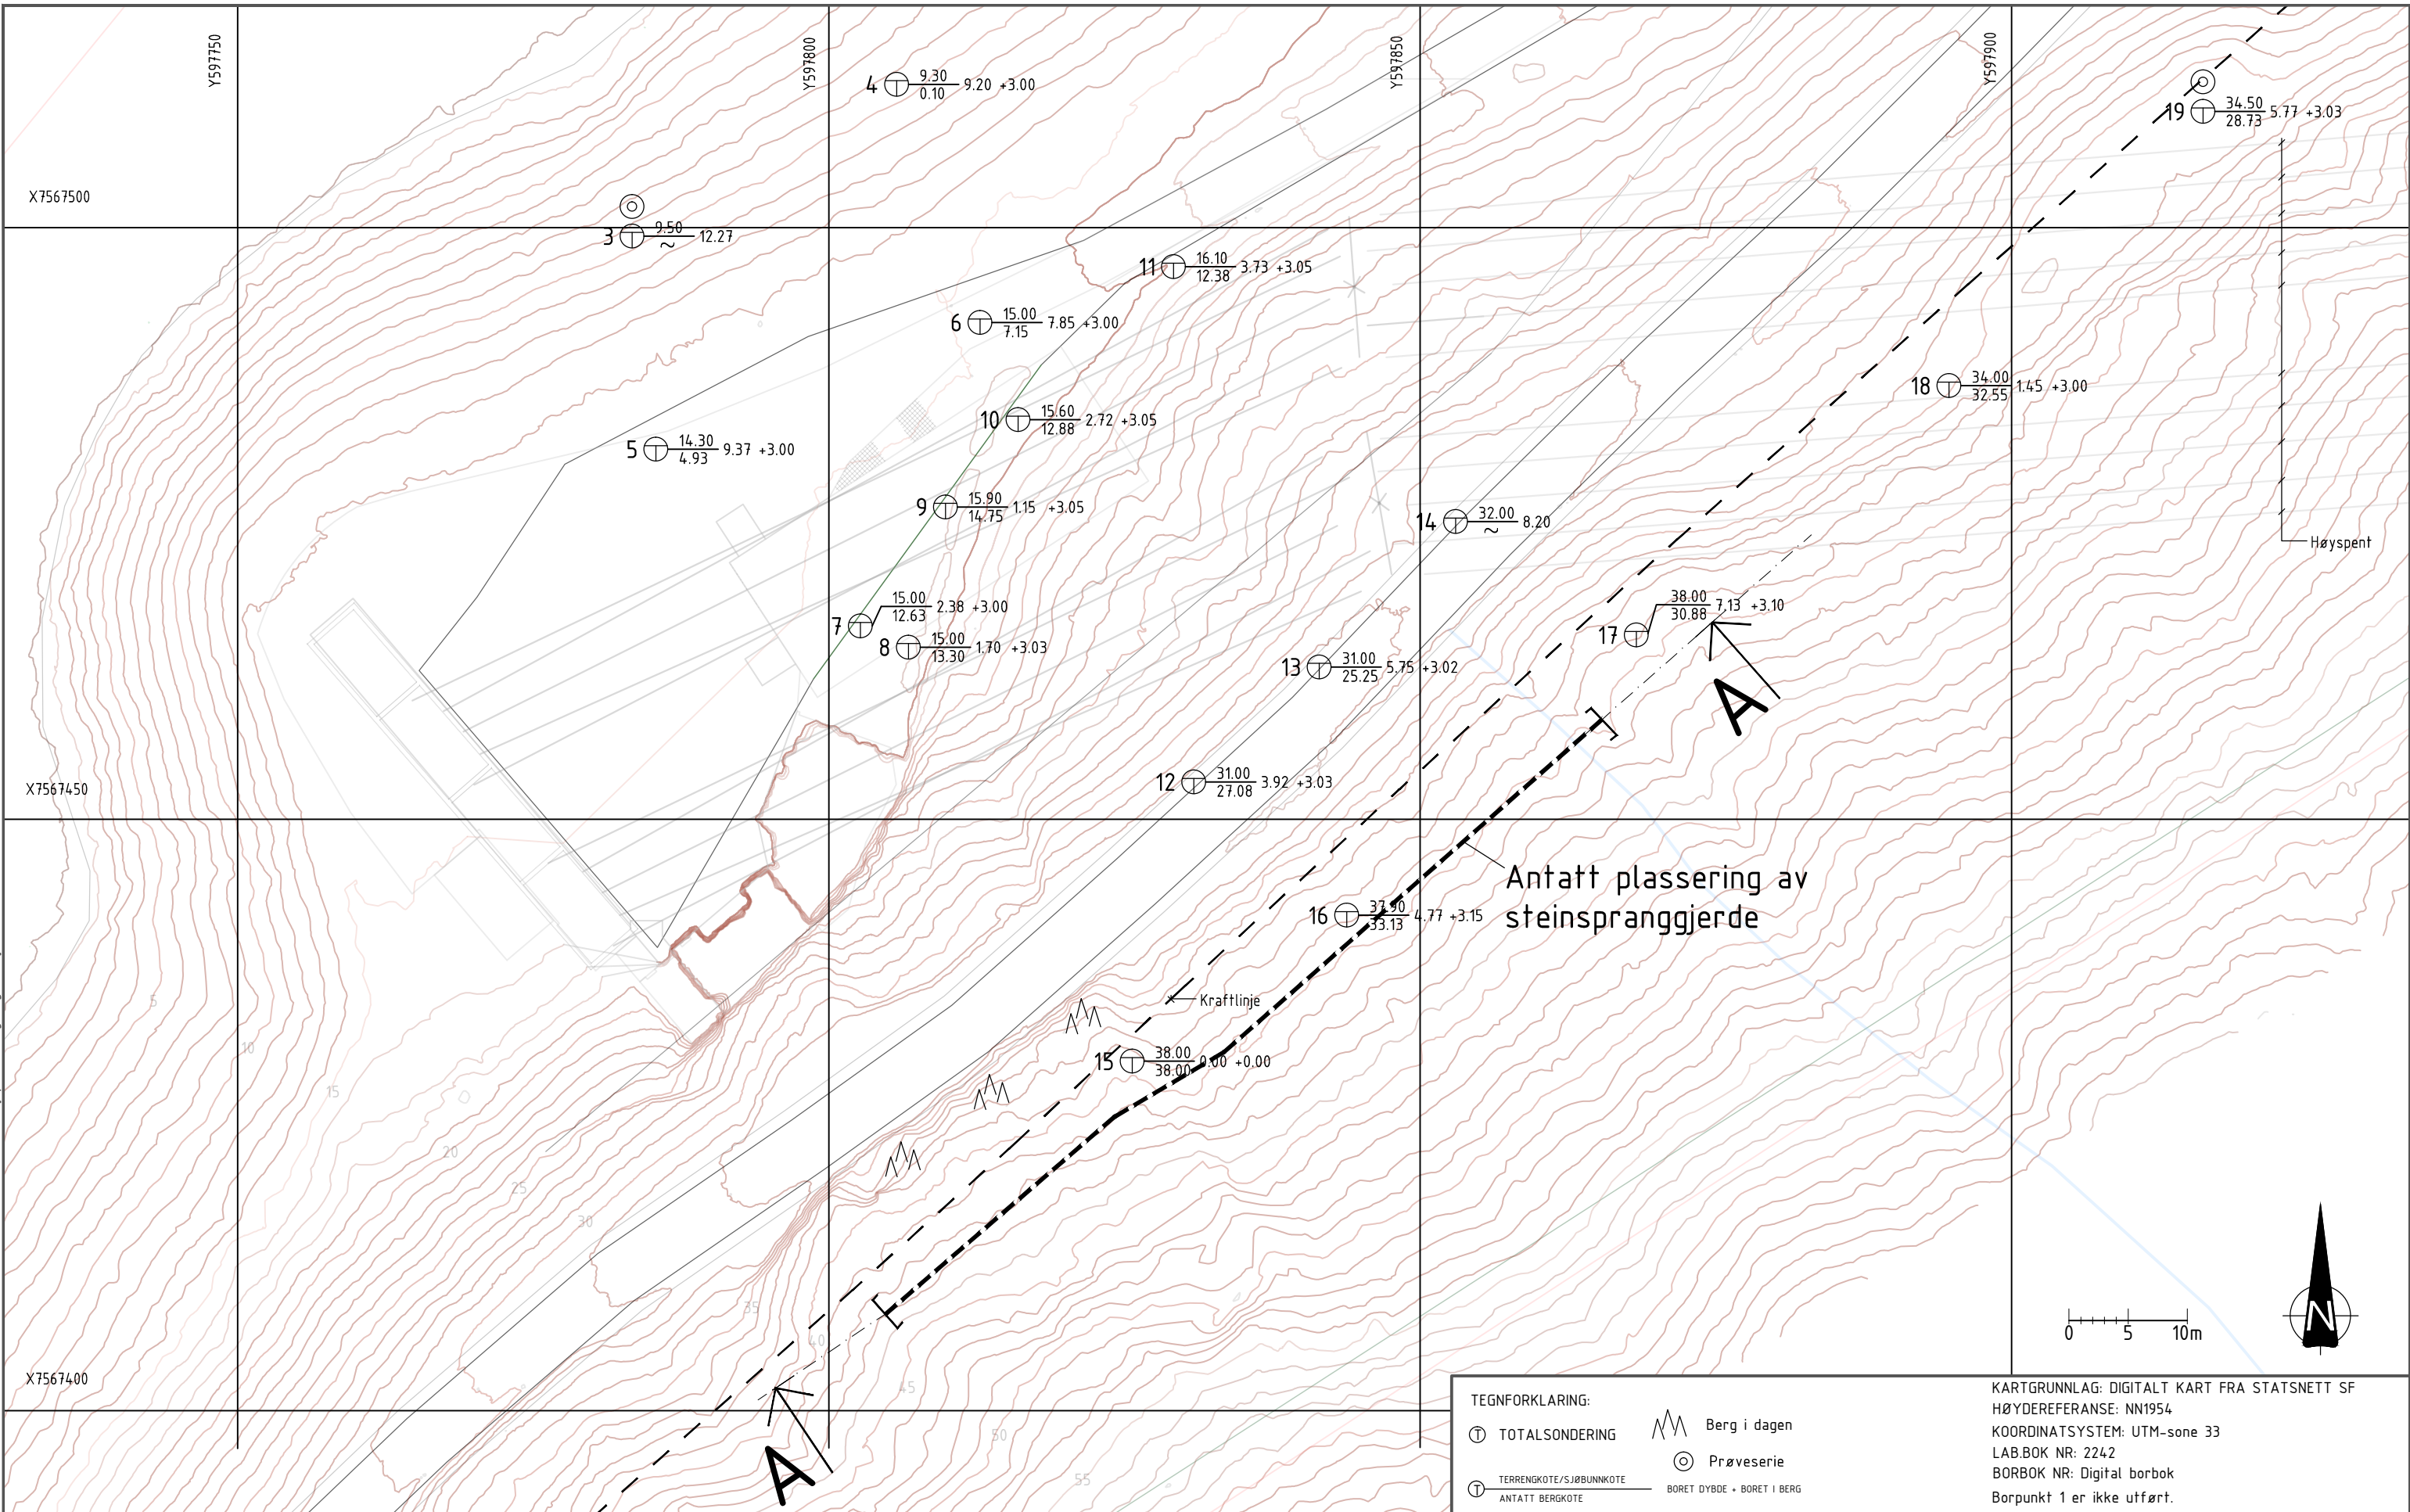 Y597750
Y597800
Y597850
Y597900
X7567500
X7567450
X7567400
4 9.30 9.20 +3.00
0.10
19 34.50 5.77 +3.03
28.73
3 9.50 12.27
~
11 16.10 3.73 +3.05
12.38
6 15.00 7.85 +3.00
7.15
18 34.00 1.45 +3.00
32.55
10 15.60 2.72 +3.05
12.88
5 14.30 9.37 +3.00
4.93
9 15.90 1.15 +3.05
14.75
14 32.00 8.20
~
Høyspent
7 15.00 2.38 +3.00
12.63
8 15.00 1.70 +3.03
13.30
17 38.00 7.13 +3.10
30.88
13 31.00 5.75 +3.02
25.25
A
12 31.00 3.92 +3.03
27.08
Antatt plassering av
steinspranggjerde
16 37.90 4.77 +3.15
33.13
Kraftlinje
15 38.00 0.00 +0.00
38.00
5
10
15
20
25
30
35
40
45
50
55
A
0 5 10m
N
TEGNFORKLARING:
TOTALSONDERING
Berg i dagen
Prøveserie
TERRENGKOTE/SJØBUNNKOTE
ANTATT BERGKOTE
BORET DYBDE + BORET I BERG
KARTGRUNNLAG: DIGITALT KART FRA STATSNETT SF
HØYDEREFERANSE: NN1954
KOORDINATSYSTEM: UTM-sone 33
LAB.BOK NR: 2242
BORBOK NR: Digital borbok
Borpunkt 1 er ikke utført.